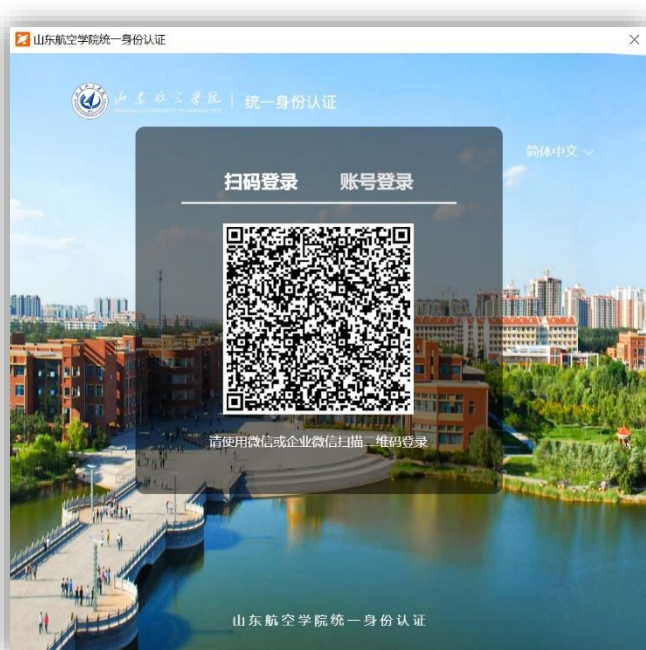 山东航空学院统一身份认证
山东航空学院 统一身份认证
简体中文
扫码登录 账号登录
请使用微信或企业微信扫描二维码登录
山东航空学院统一身份认证